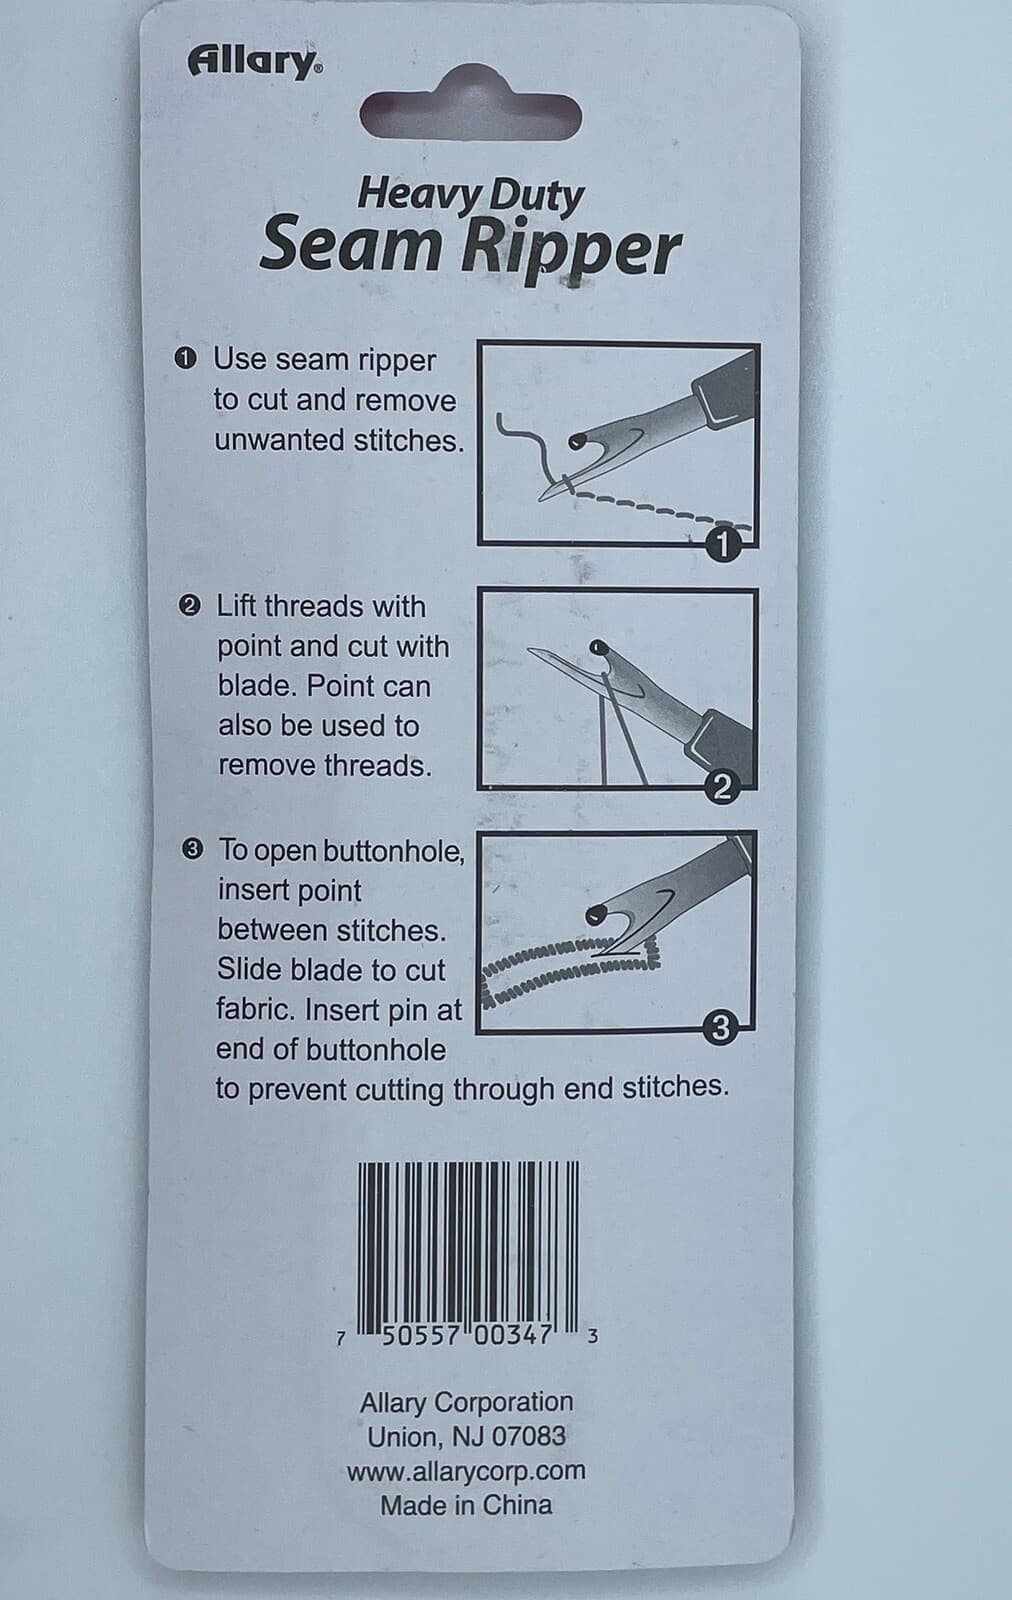 Allary®
Heavy Duty
Seam Ripper
1 Use seam ripper
to cut and remove
unwanted stitches.
1
2 Lift threads with
point and cut with
blade. Point can
also be used to
remove threads.
2
3 To open buttonhole,
insert point
between stitches.
Slide blade to cut
fabric. Insert pin at
end of buttonhole
to prevent cutting through end stitches.
3
7 50557 00347 3
Allary Corporation
Union, NJ 07083
www.allarycorp.com
Made in China